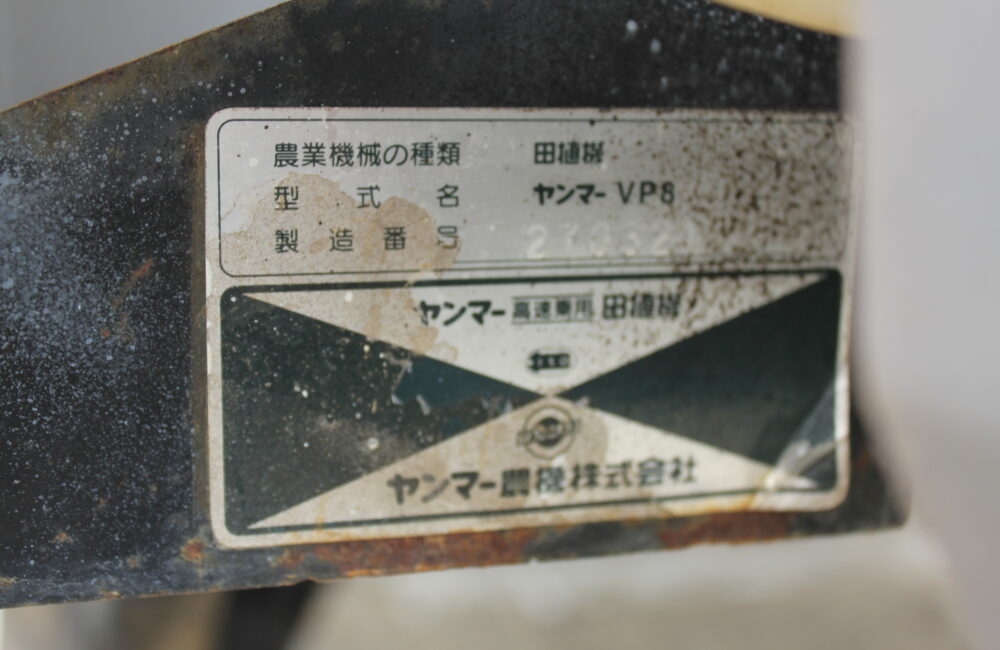 農業機械の種類 田植機
型式名 ヤンマー VP8
製造番号
ヤンマー 高速乗用 田植機
ヤンマー農機株式会社